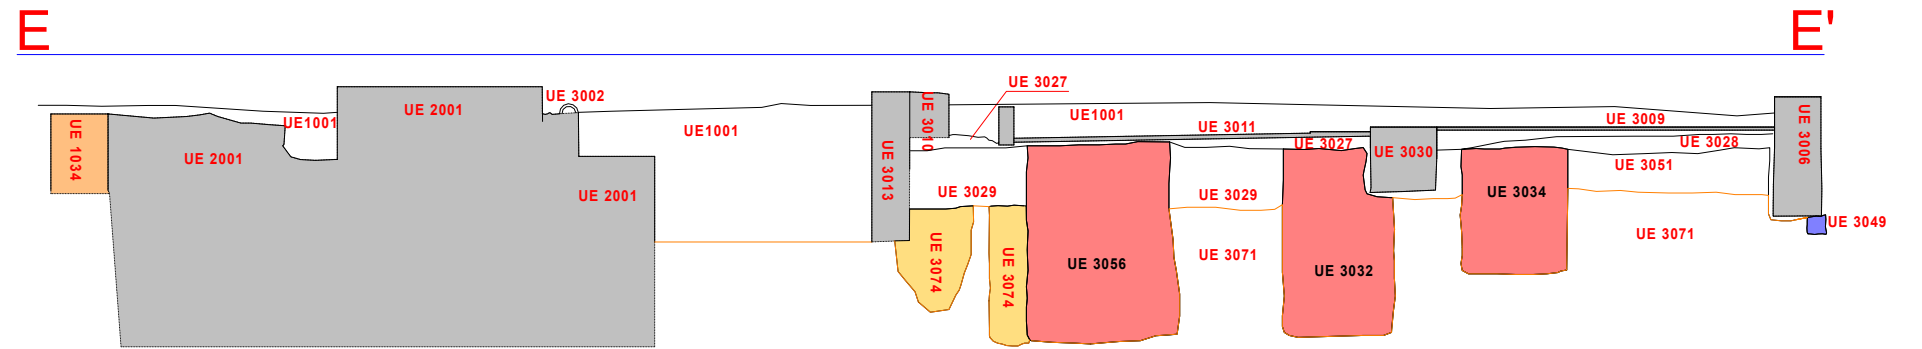 E
E'
UE 3027
UE 3002
UE 2001
UE1001
UE 3009
UE1001
UE 3010
UE 3011
UE1001
UE 3006
UE 1034
UE 2001
UE 3013
UE 3027
UE 3030
UE 3028
UE 3051
UE 2001
UE 3029
UE 3029
UE 3034
UE 3049
UE 3071
UE 3074
UE 3074
UE 3056
UE 3071
UE 3032